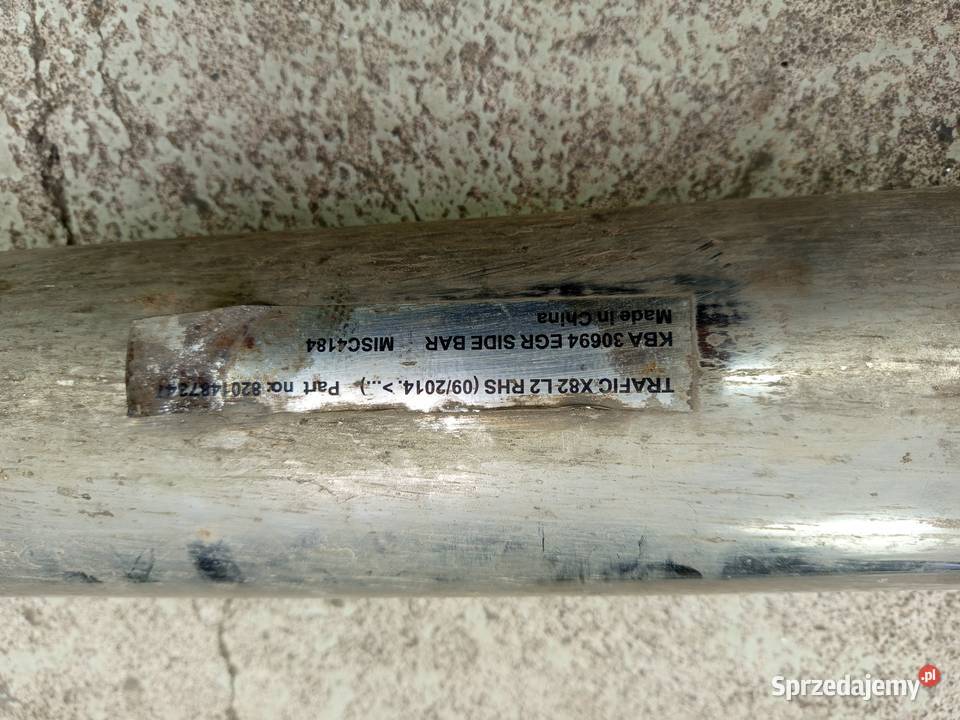 TRAFIC X82 L2 RHS (09/2014. >...) Part no: 8201487347
KBA 30694 EGR SIDE BAR MISC4184
Made in China
Sprzedajemy.pl